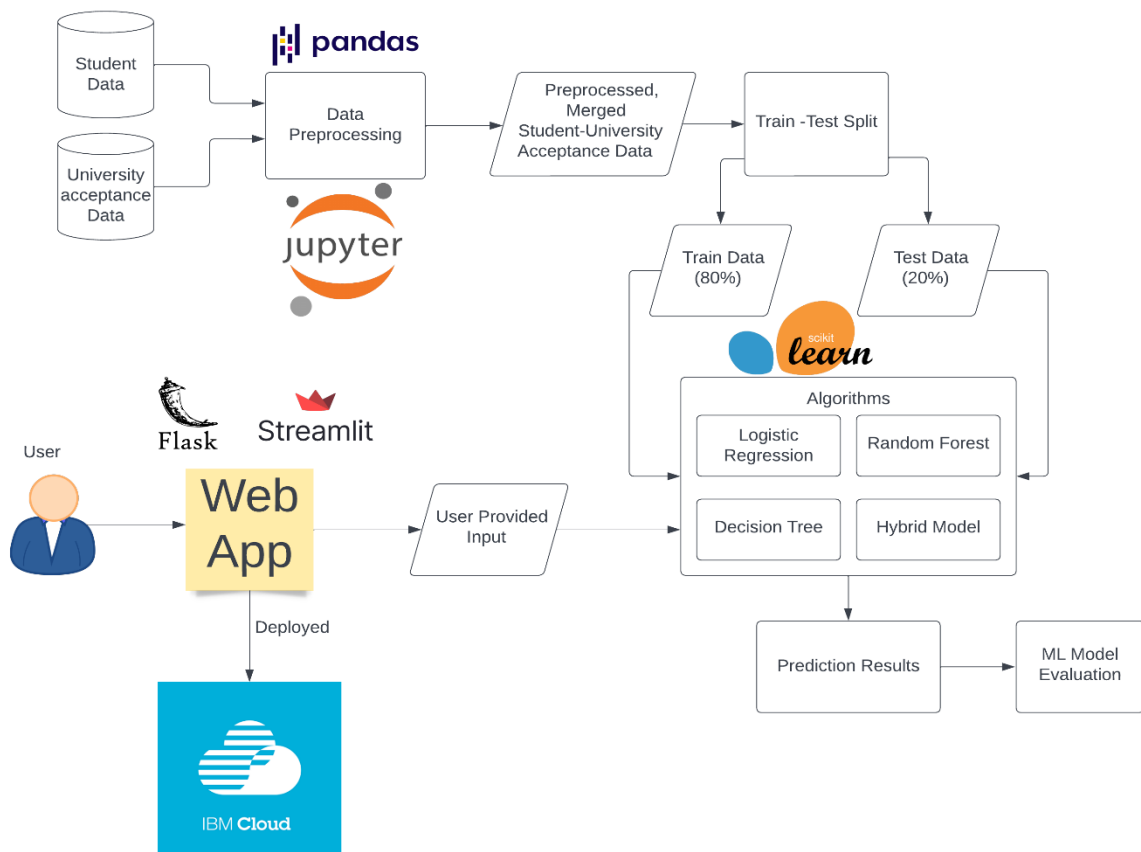 Student
Data
pandas
Data
Preprocessing
Preprocessed,
Merged
Student-University
Acceptance Data
Train -Test Split
University
acceptance
Data
jupyter
Train Data
(80%)
Test Data
(20%)
scikit
learn
Algorithms
Logistic
Regression
Random Forest
Decision Tree
Hybrid Model
Flask
Streamlit
User
Web
App
User Provided
Input
Deployed
IBM Cloud
Prediction Results
ML Model
Evaluation